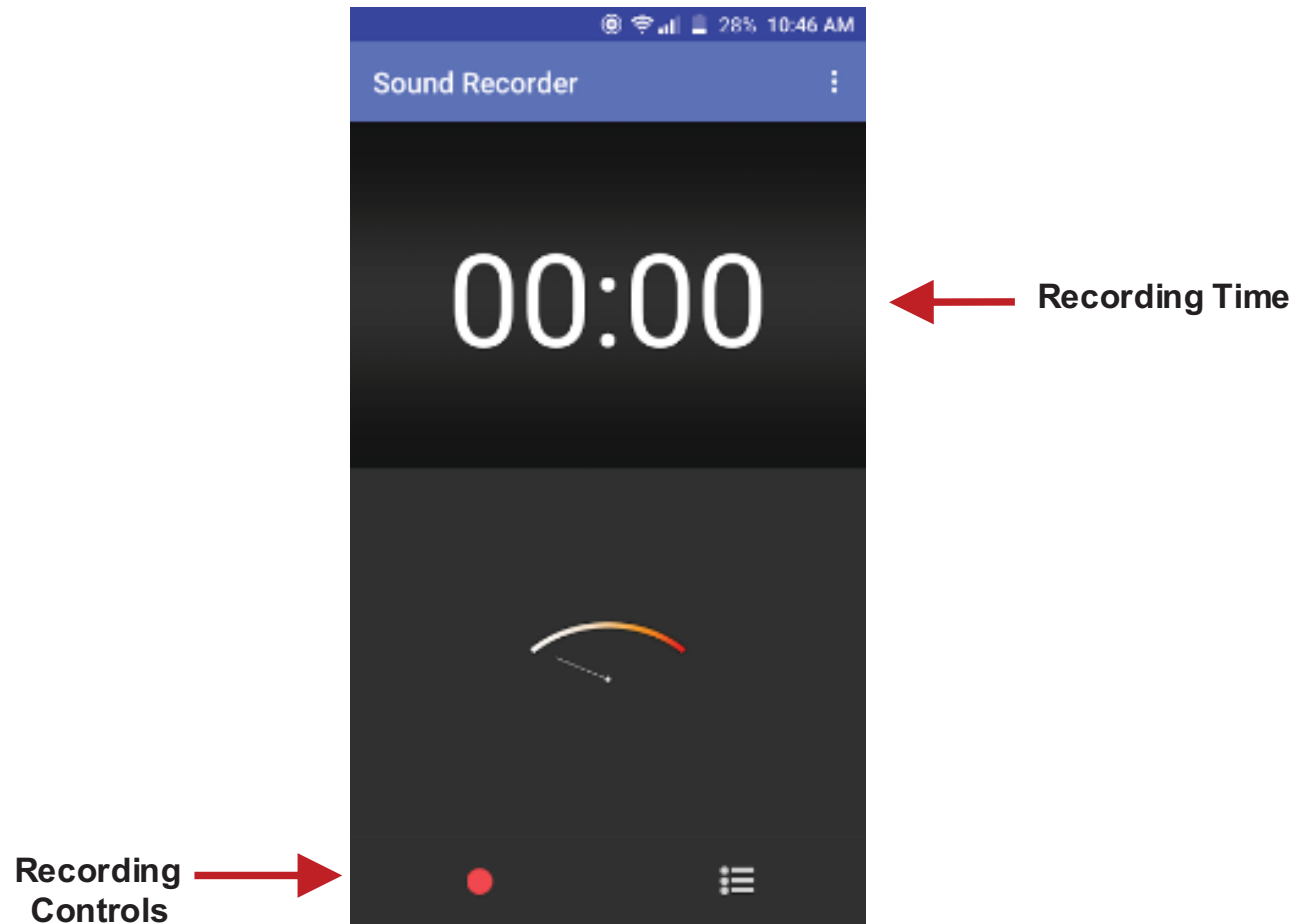 28% 10:46 AM
Sound Recorder
00:00
Recording Time
Recording
Controls